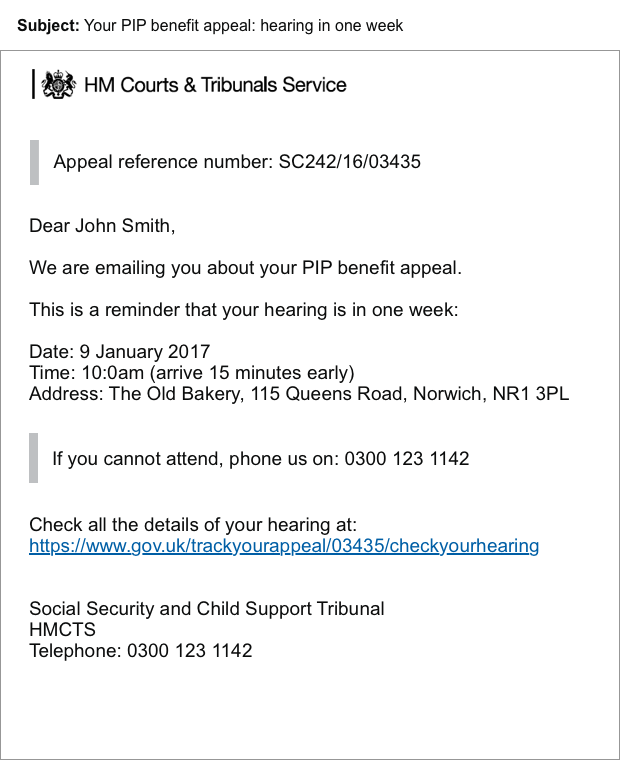 Subject: Your PIP benefit appeal: hearing in one week
HM Courts & Tribunals Service
Appeal reference number: SC242/16/03435
Dear John Smith,
We are emailing you about your PIP benefit appeal.
This is a reminder that your hearing is in one week:
Date: 9 January 2017
Time: 10:0am (arrive 15 minutes early)
Address: The Old Bakery, 115 Queens Road, Norwich, NR1 3PL
If you cannot attend, phone us on: 0300 123 1142
Check all the details of your hearing at:
https://www.gov.uk/trackyourappeal/03435/checkyourhearing
Social Security and Child Support Tribunal
HMCTS
Telephone: 0300 123 1142